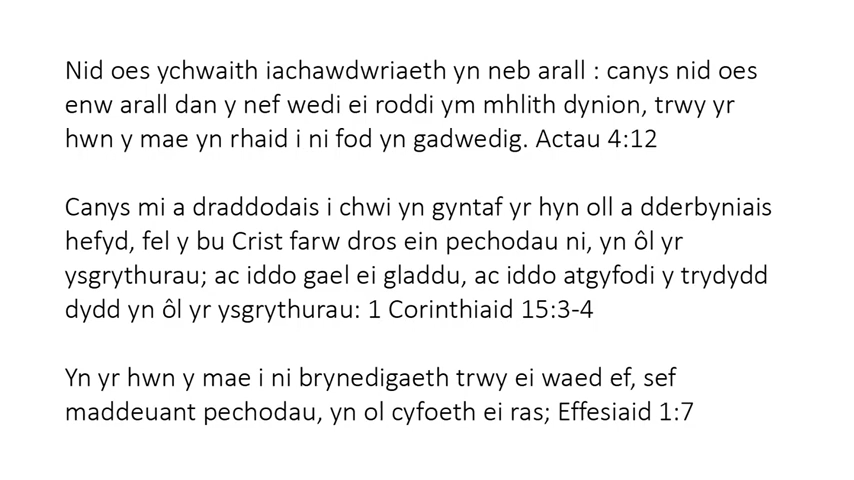 Nid oes ychwaith iachawdwriaeth yn neb arall : canys nid oes
enw arall dan y nef wedi ei roddi ym mhlith dynion, trwy yr
hwn y mae yn rhaid i ni fod yn gadwedig. Actau 4:12
Canys mi a draddodais i chwi yn gyntaf yr hyn oll a dderbyniais
hefyd, fel y bu Crist farw dros ein pechodau ni, yn ôl yr
ysgrythurau; ac iddo gael ei gladdu, ac iddo atgyfodi y trydydd
dydd yn ôl yr ysgrythurau: 1 Corinthiaid 15:3-4
Yn yr hwn y mae i ni brynedigaeth trwy ei waed ef, sef
maddeuant pechodau, yn ol cyfoeth ei ras; Effesiaid 1:7